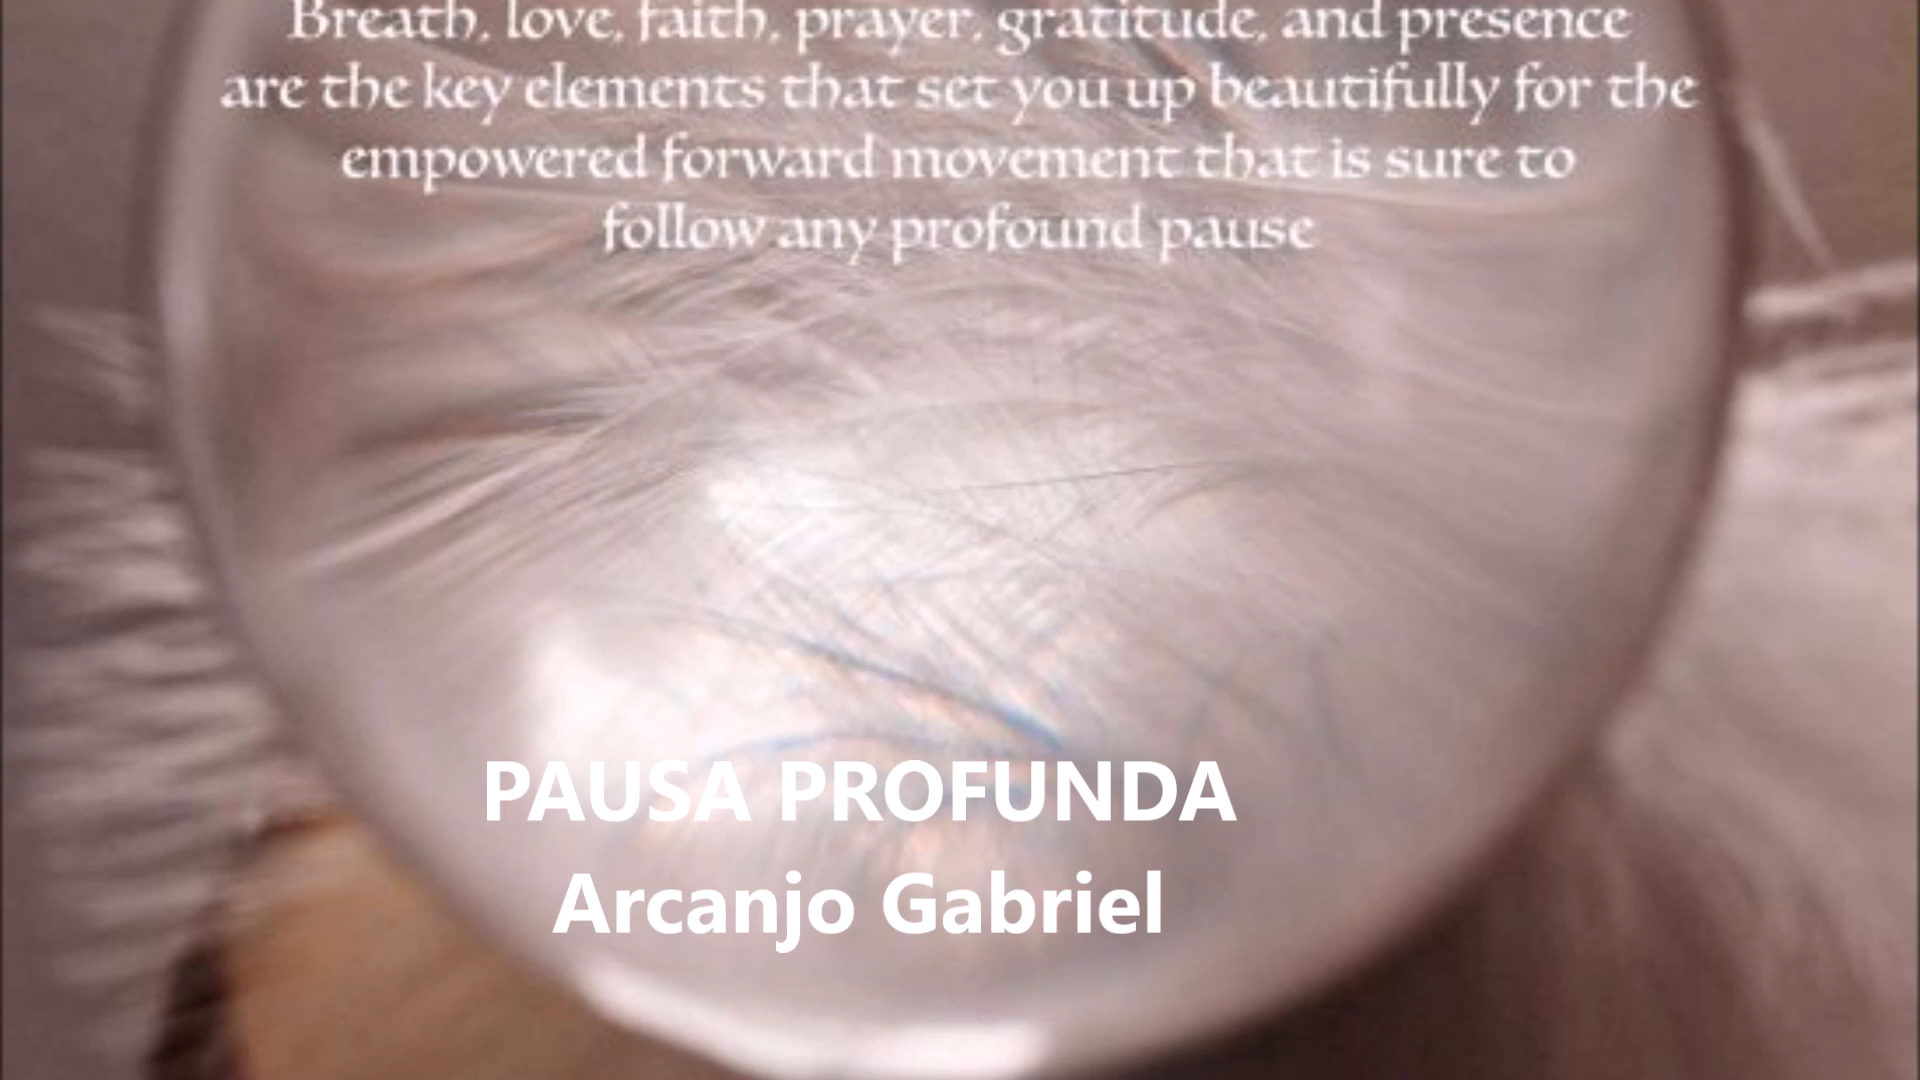 Breath, love, faith, prayer, gratitude, and presence
are the key elements that set you up beautifully for the
empowered forward movement that is sure to
follow any profound pause
PAUSA PROFUNDA
Arcanjo Gabriel